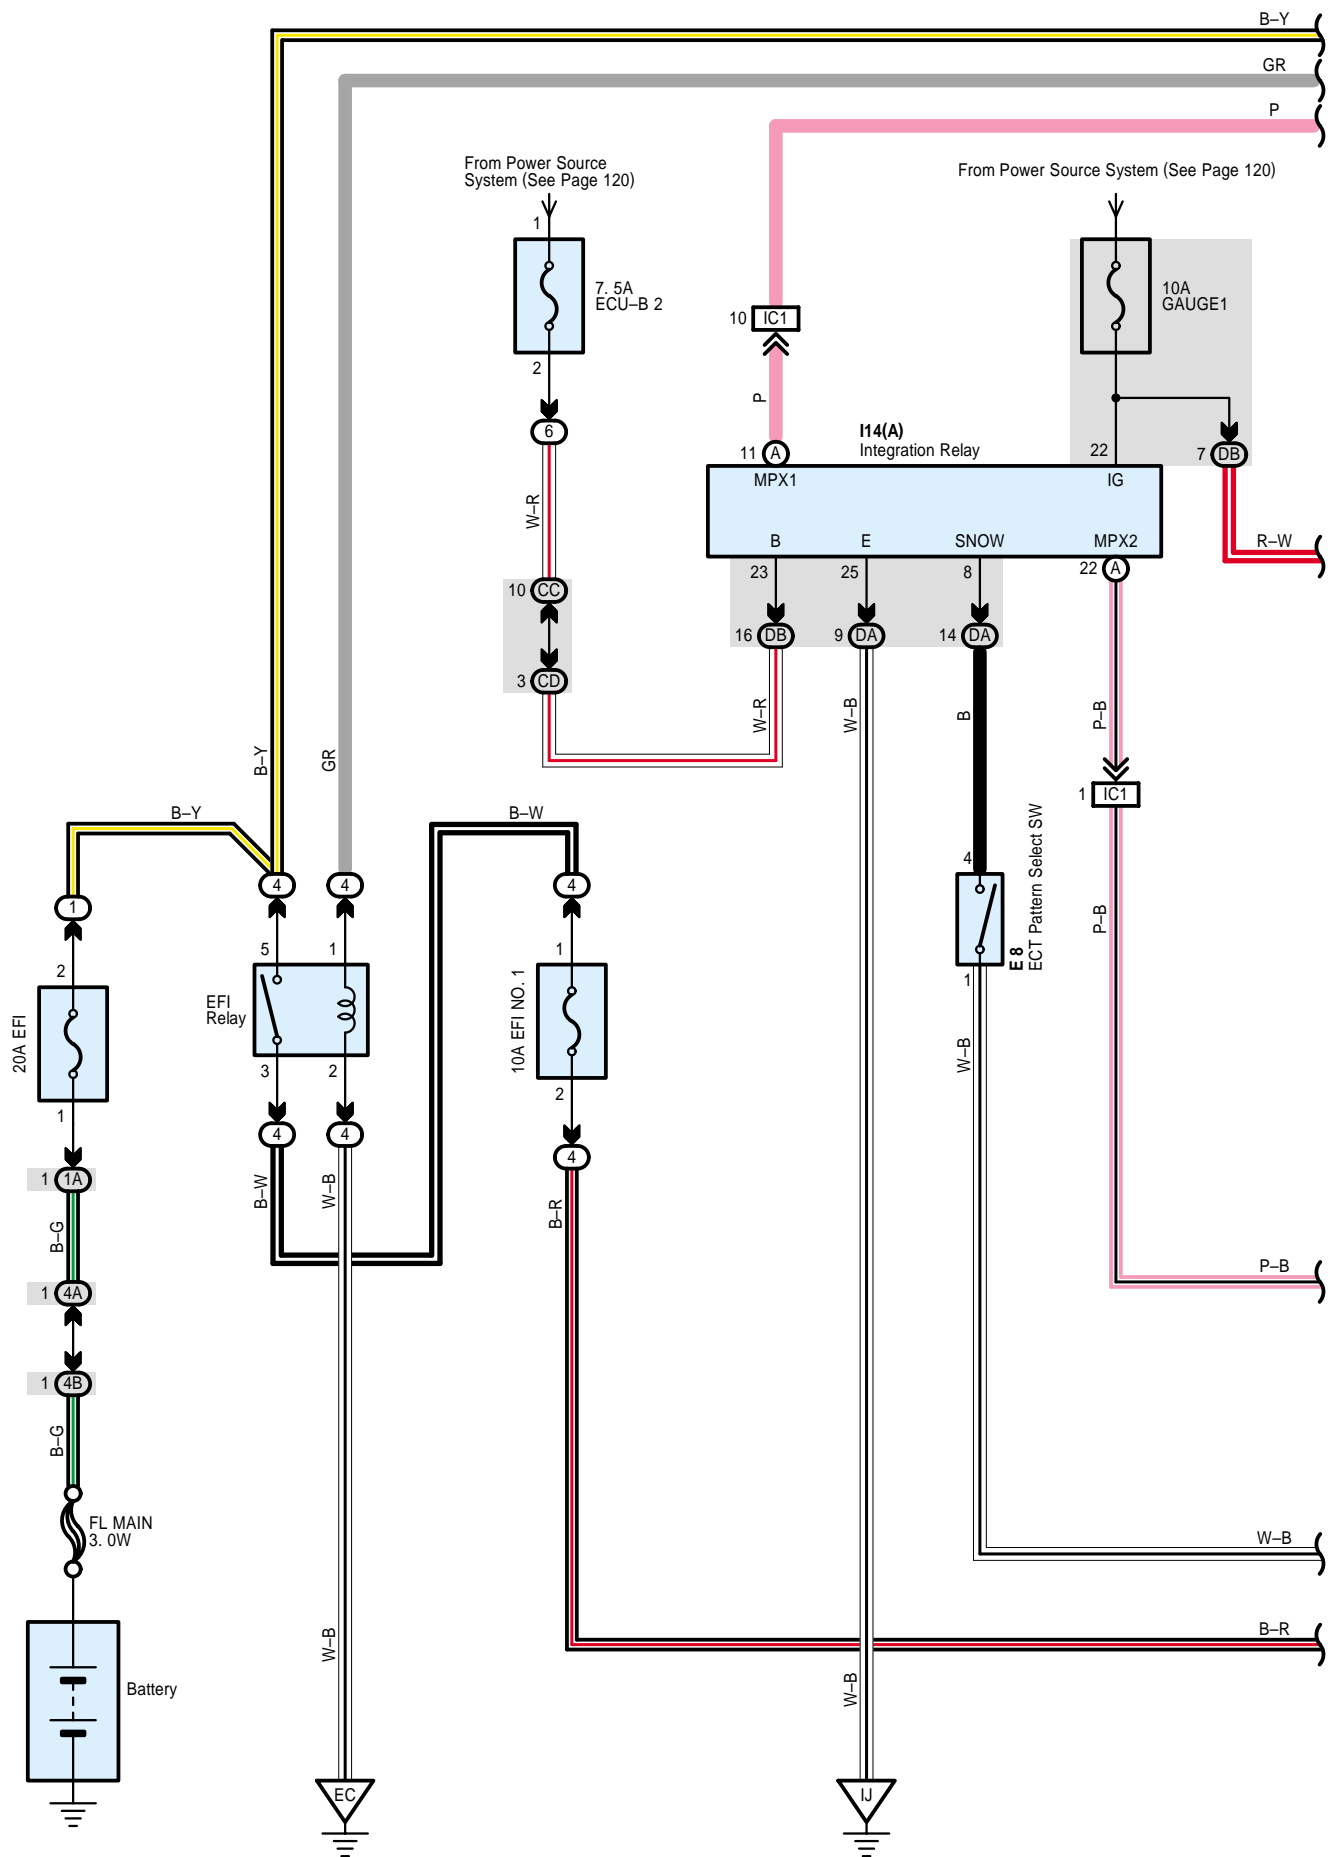 B–Y
GR
P
From Power Source
System (See Page 120)
From Power Source System (See Page 120)
1
7. 5A
ECU–B 2
10A
GAUGE1
10 IC1
2
P
6
I14(A)
Integration Relay
11 A
22
7 DB
MPX1
IG
W–R
B
E
SNOW
MPX2
R–W
23
25
8
22 A
10 CC
16 DB
9 DA
14 DA
3 CD
W–R
W–B
B
P–B
B–Y
GR
1 IC1
B–Y
B–W
4
4
4
4
ECT Pattern Select SW
E 8
1
P–B
5
1
1
2
1
EFI
Relay
20A EFI
10A EFI NO. 1
W–B
3
2
2
1
4
4
4
1 1A
B–W
W–B
B–R
B–G
1 4A
P–B
1 4B
B–G
FL MAIN
3. 0W
W–B
W–B
B–R
Battery
W–B
EC
IJ